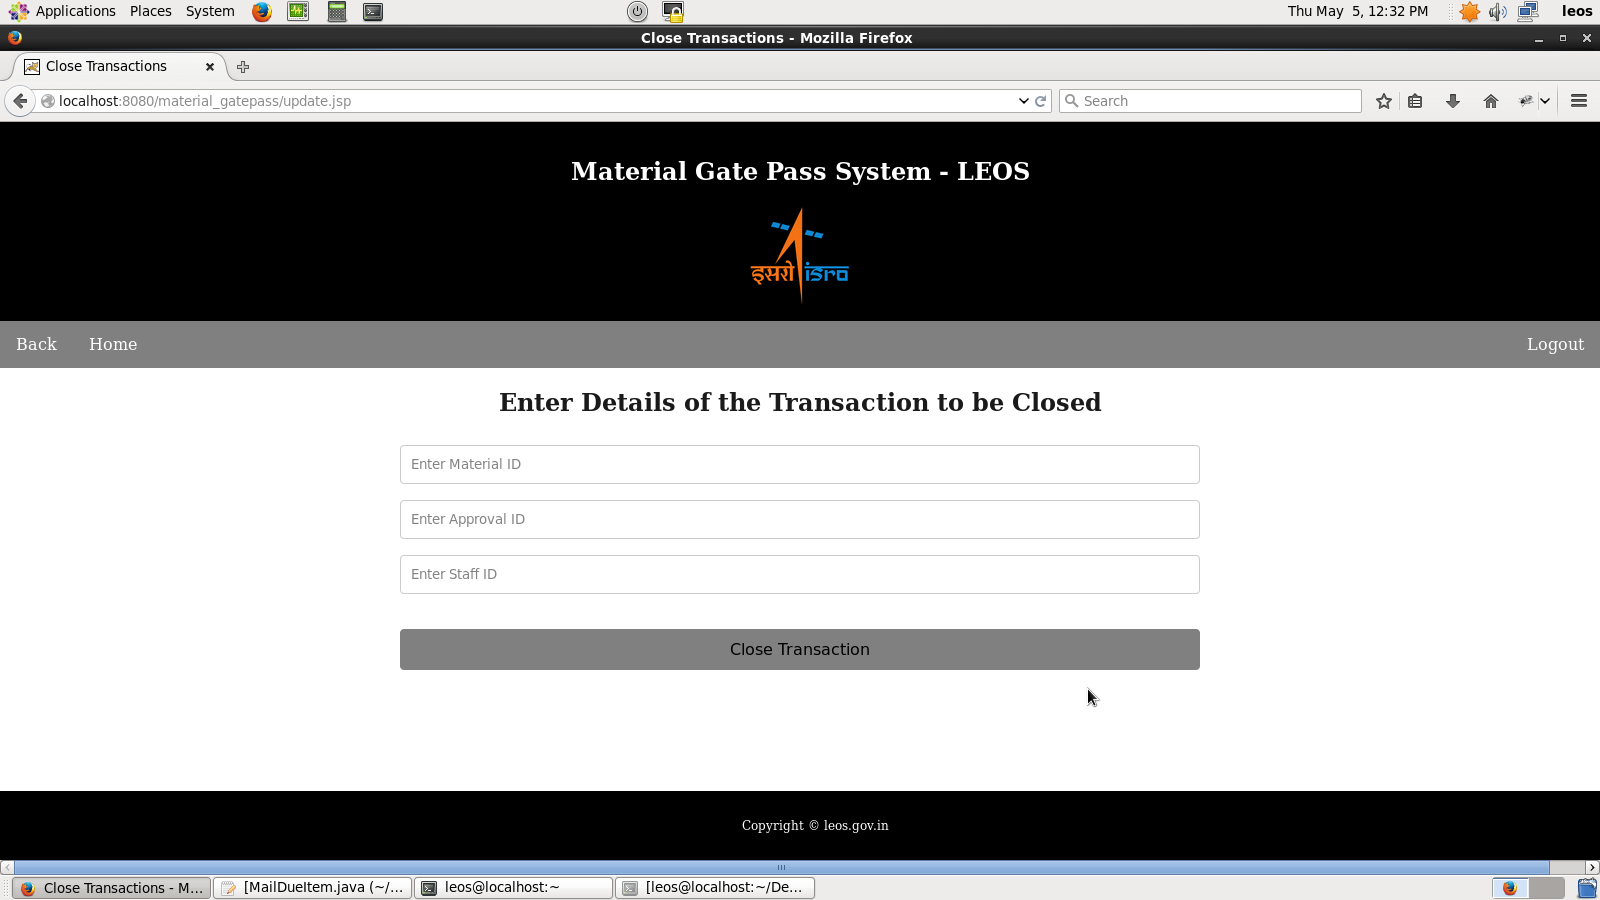 Applications Places System Thu May 5, 12:32 PM leos
Close Transactions - Mozilla Firefox
Close Transactions
localhost:8080/material_gatepass/update.jsp Search
Material Gate Pass System - LEOS
इसरो isro
Back Home Logout
Enter Details of the Transaction to be Closed
Enter Material ID
Enter Approval ID
Enter Staff ID
Close Transaction
Copyright © leos.gov.in
Close Transactions - M... [MailDueItem.java (~/... leos@localhost:~ [leos@localhost:~/De...